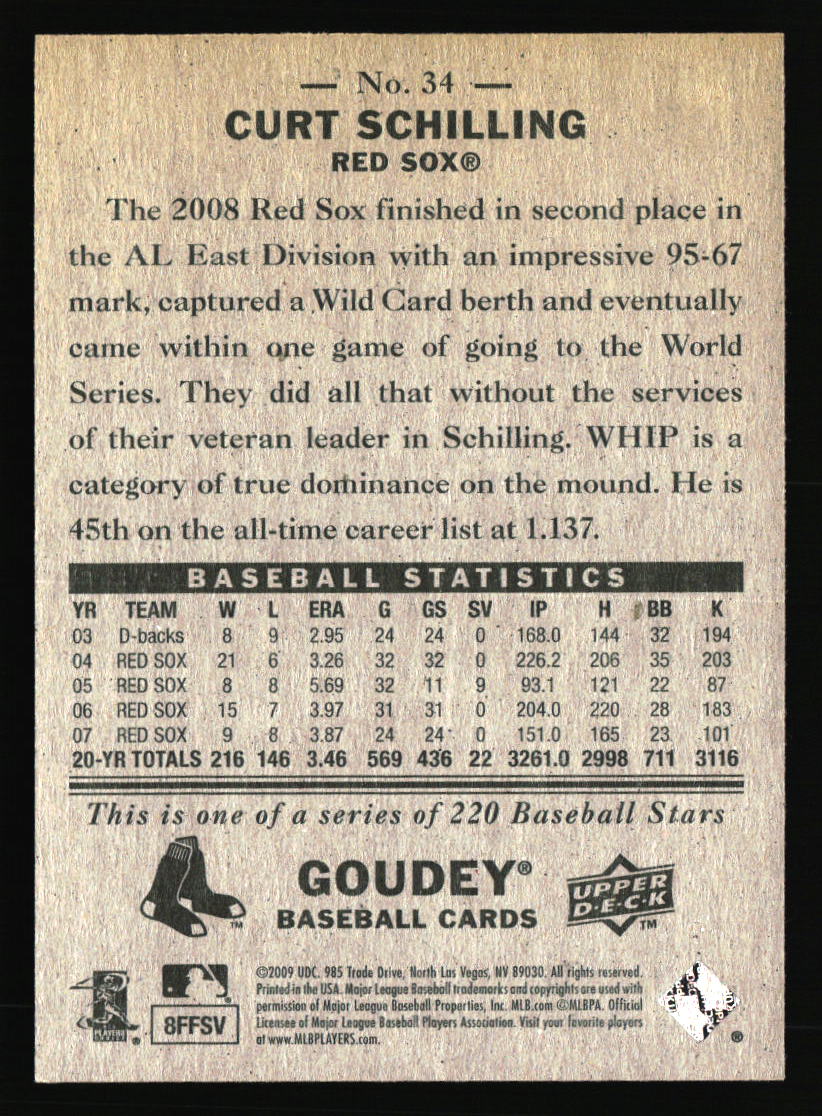 — No. 34 —
CURT SCHILLING
RED SOX®
The 2008 Red Sox finished in second place in
the AL East Division with an impressive 95-67
mark, captured a Wild Card berth and eventually
came within one game of going to the World
Series. They did all that without the services
of their veteran leader in Schilling. WHIP is a
category of true dominance on the mound. He is
45th on the all-time career list at 1.137.
BASEBALL STATISTICS
YR TEAM W L ERA G GS SV IP H BB K
03 D-backs 8 9 2.95 24 24 0 168.0 144 32 194
04 RED SOX 21 6 3.26 32 32 0 226.2 206 35 203
05 RED SOX 8 8 5.69 32 11 9 93.1 121 22 87
06 RED SOX 15 7 3.97 31 31 0 204.0 220 28 183
07 RED SOX 9 8 3.87 24 24 0 151.0 165 23 101
20-YR TOTALS 216 146 3.46 569 436 22 3261.0 2998 711 3116
This is one of a series of 220 Baseball Stars
GOUDEY®
BASEBALL CARDS
™
UPPER
D·E·C·K
™
8FFSV
©2009 UDC. 985 Trade Drive, North Las Vegas, NV 89030. All rights reserved.
Printed in the USA. Major League Baseball trademarks and copyrights are used with
permission of Major League Baseball Properties, Inc. MLB.com ©MLBPA. Official
Licensee of Major League Baseball Players Association. Visit your favorite players
at www.MLBPLAYERS.com.
®